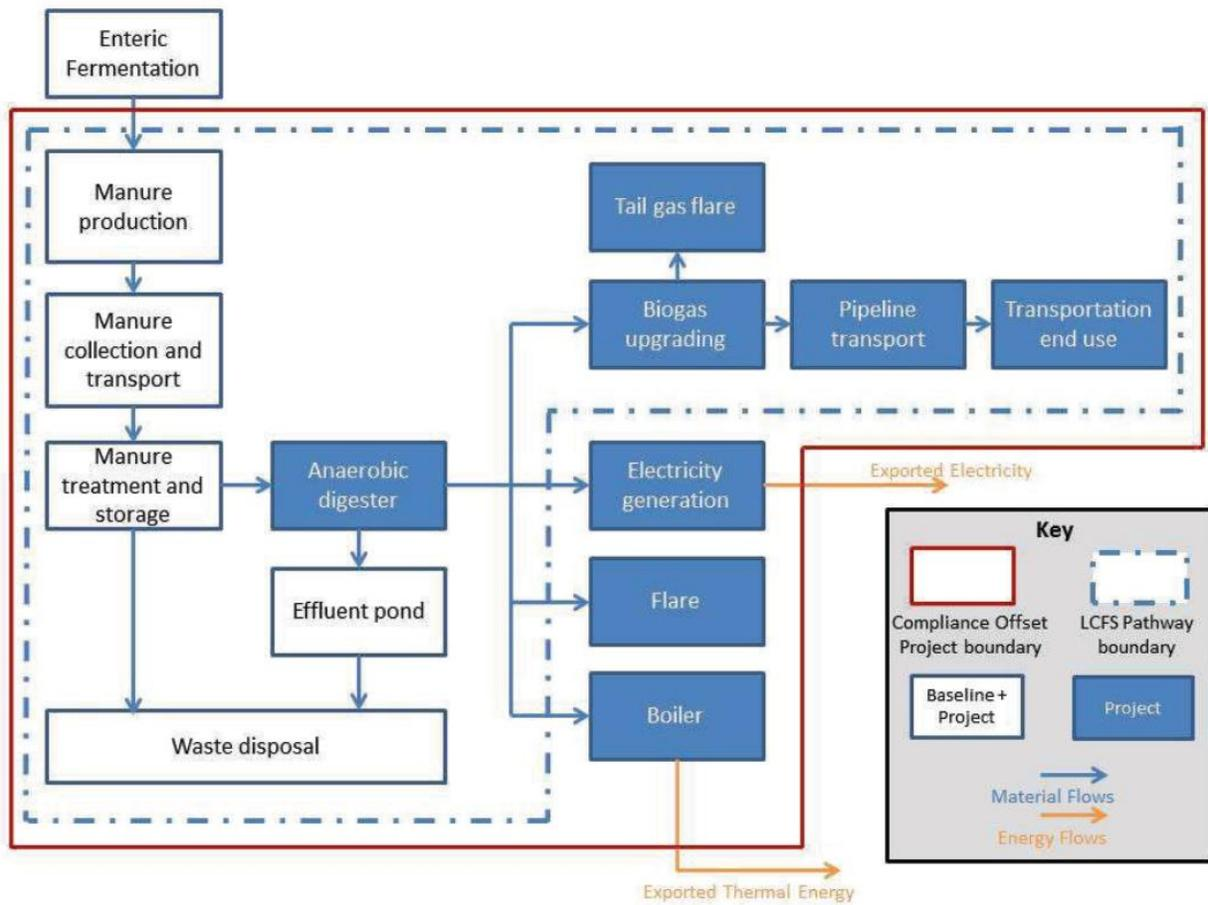 Enteric
Fermentation
Manure
production
Manure
collection and
transport
Manure
treatment and
storage
Anaerobic
digester
Effluent pond
Waste disposal
Tail gas flare
Biogas
upgrading
Pipeline
transport
Transportation
end use
Electricity
generation
Exported Electricity
Flare
Boiler
Exported Thermal Energy
Key
Compliance Offset
Project boundary
LCFS Pathway
boundary
Baseline +
Project
Project
Material Flows
Energy Flows